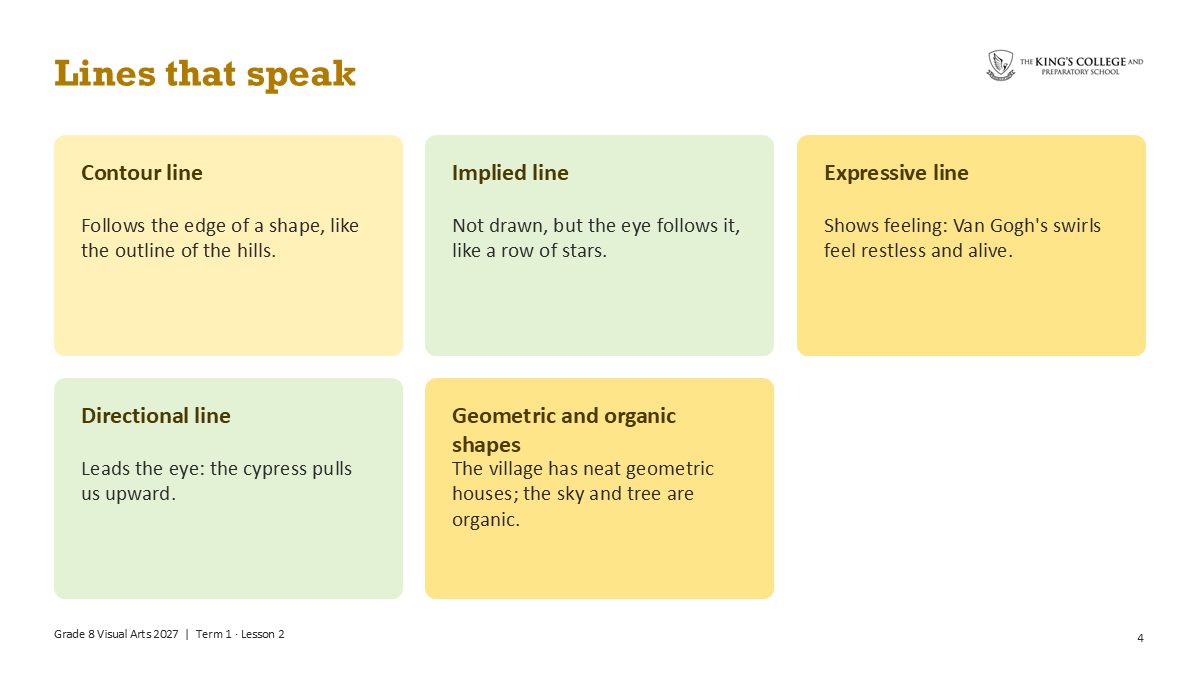 Lines that speak
THE KING'S COLLEGE AND
PREPARATORY SCHOOL
Contour line
Follows the edge of a shape, like
the outline of the hills.
Implied line
Not drawn, but the eye follows it,
like a row of stars.
Expressive line
Shows feeling: Van Gogh's swirls
feel restless and alive.
Directional line
Leads the eye: the cypress pulls
us upward.
Geometric and organic
shapes
The village has neat geometric
houses; the sky and tree are
organic.
Grade 8 Visual Arts 2027 | Term 1 · Lesson 2
4